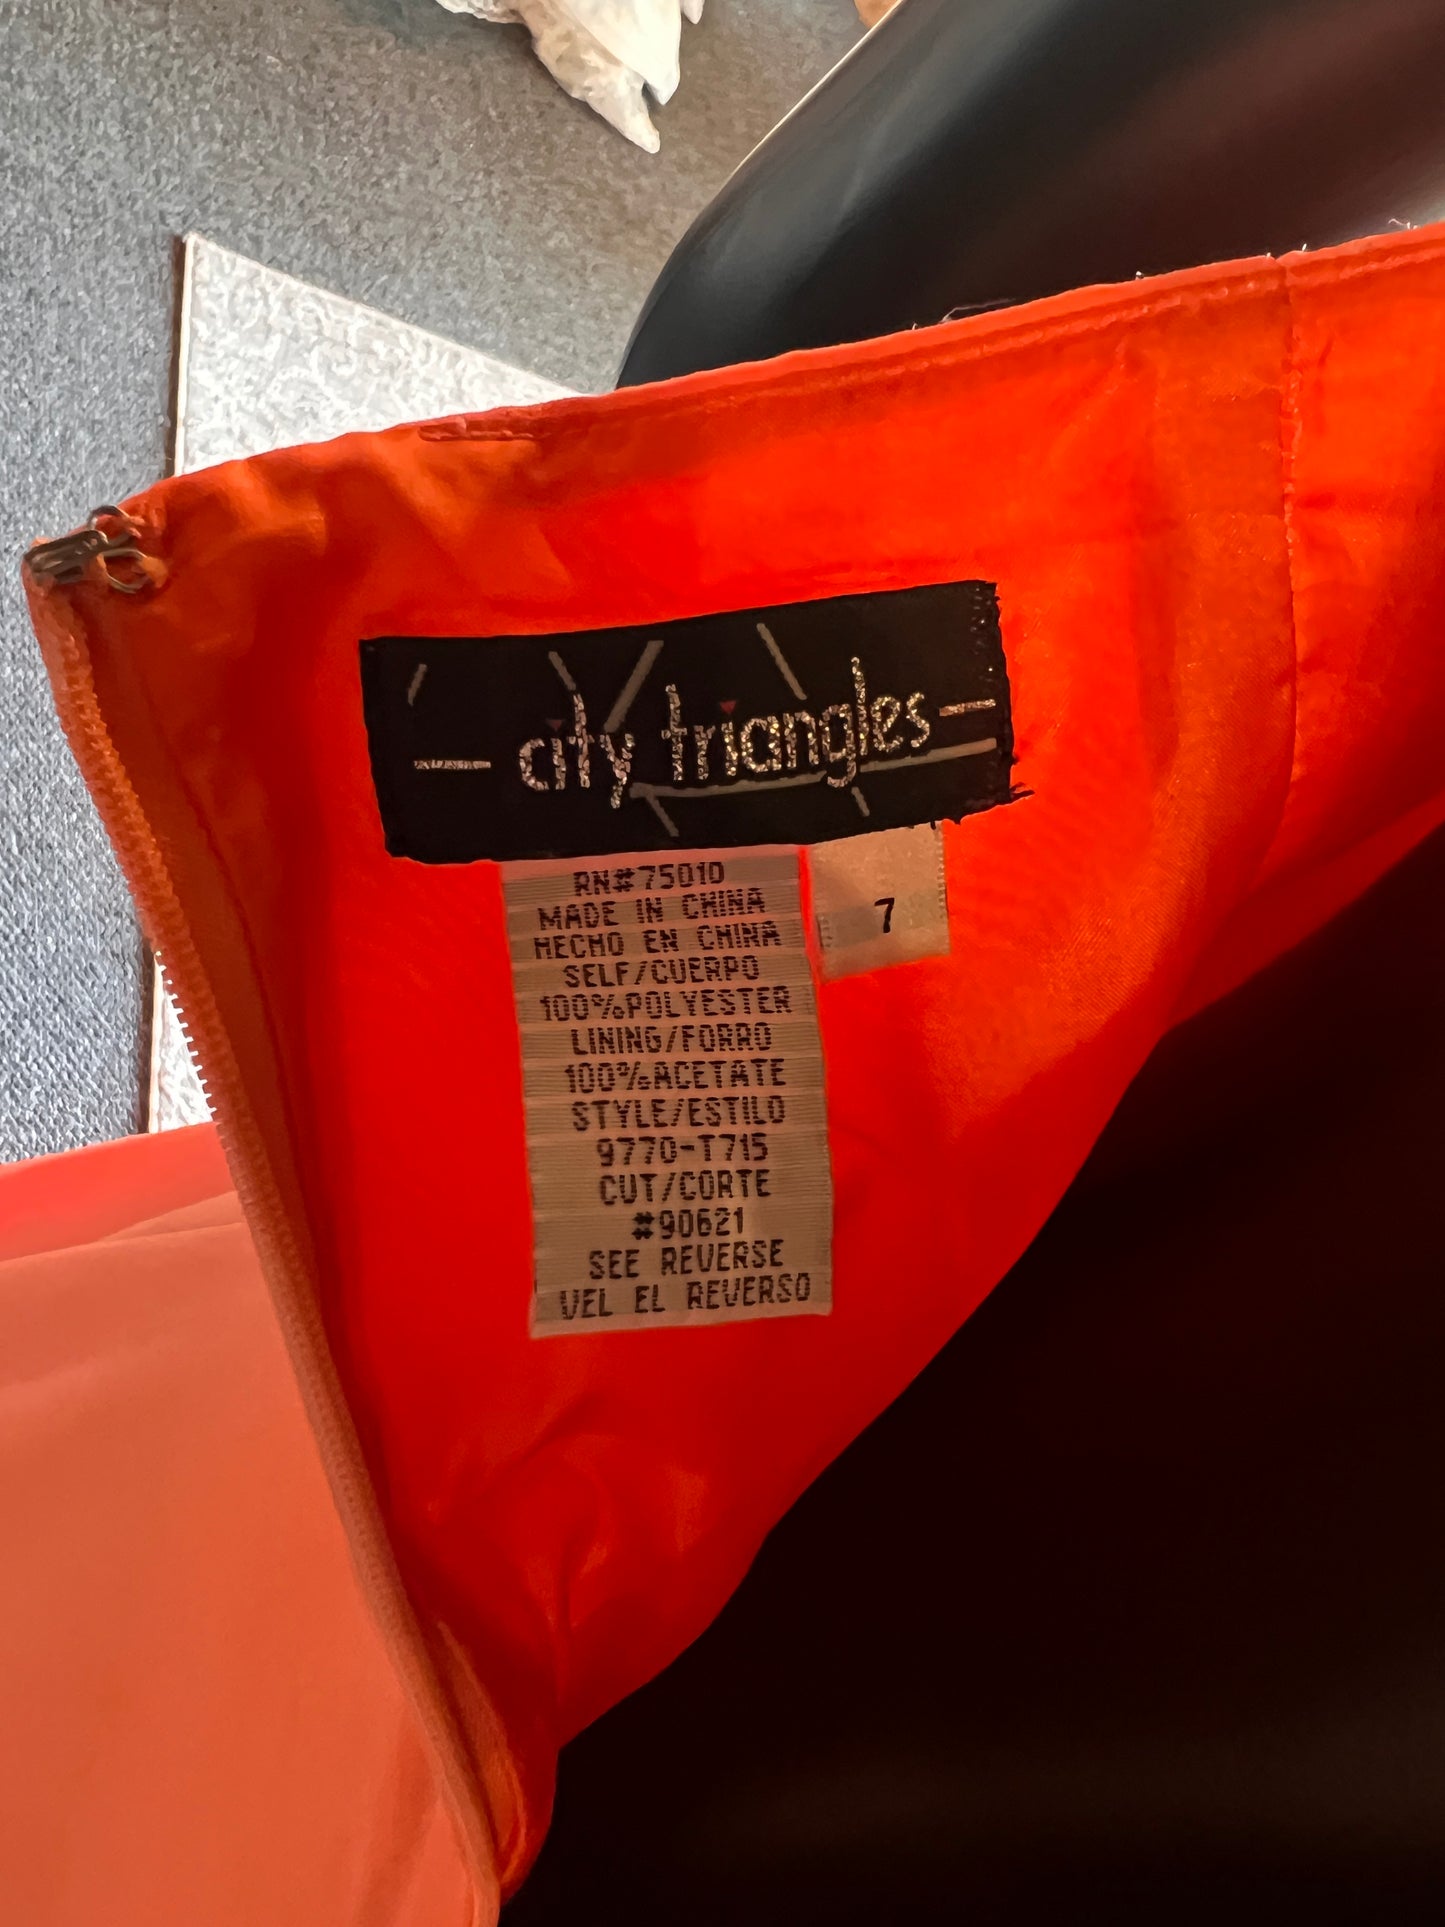 city triangles
RN#75010
MADE IN CHINA
HECHO EN CHINA
SELF/CUERPO
100%POLYESTER
LINING/FORRO
100%ACETATE
STYLE/ESTILO
9770-T715
CUT/CORTE
#90621
SEE REVERSE
VEL EL REVERSO
7